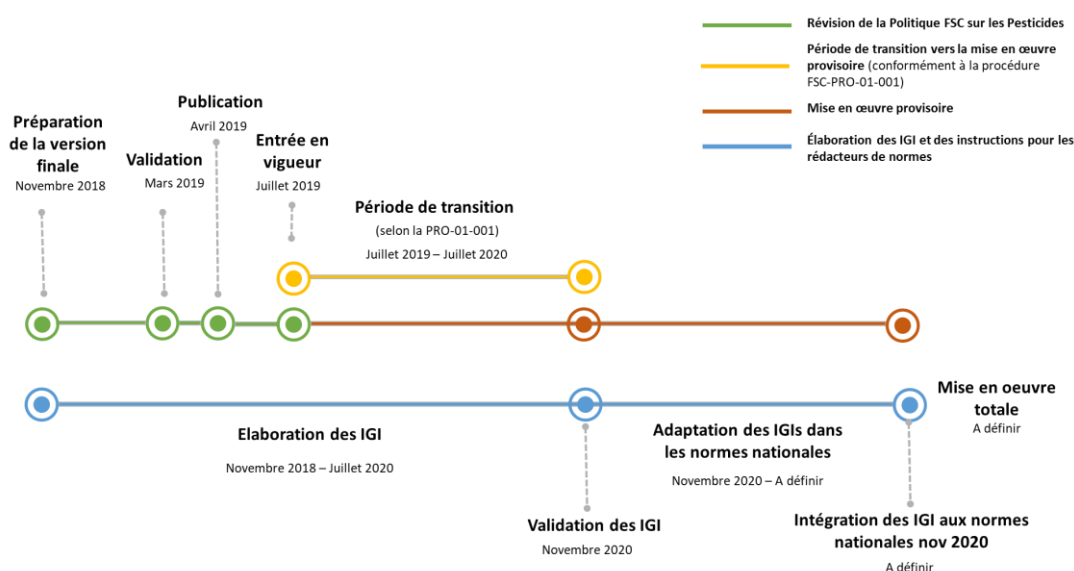 Révision de la Politique FSC sur les Pesticides
Période de transition vers la mise en œuvre
provisoire (conformément à la procédure
FSC-PRO-01-001)
Mise en œuvre provisoire
Élaboration des IGI et des instructions pour les
rédacteurs de normes
Préparation
de la version
finale
Novembre 2018
Validation
Mars 2019
Publication
Avril 2019
Entrée en
vigueur
Juillet 2019
Période de transition
(selon la PRO-01-001)
Juillet 2019 – Juillet 2020
Elaboration des IGI
Novembre 2018 – Juillet 2020
Validation des IGI
Novembre 2020
Adaptation des IGIs dans
les normes nationales
Novembre 2020 – A définir
Mise en oeuvre
totale
A définir
Intégration des IGI aux normes
nationales nov 2020
A définir